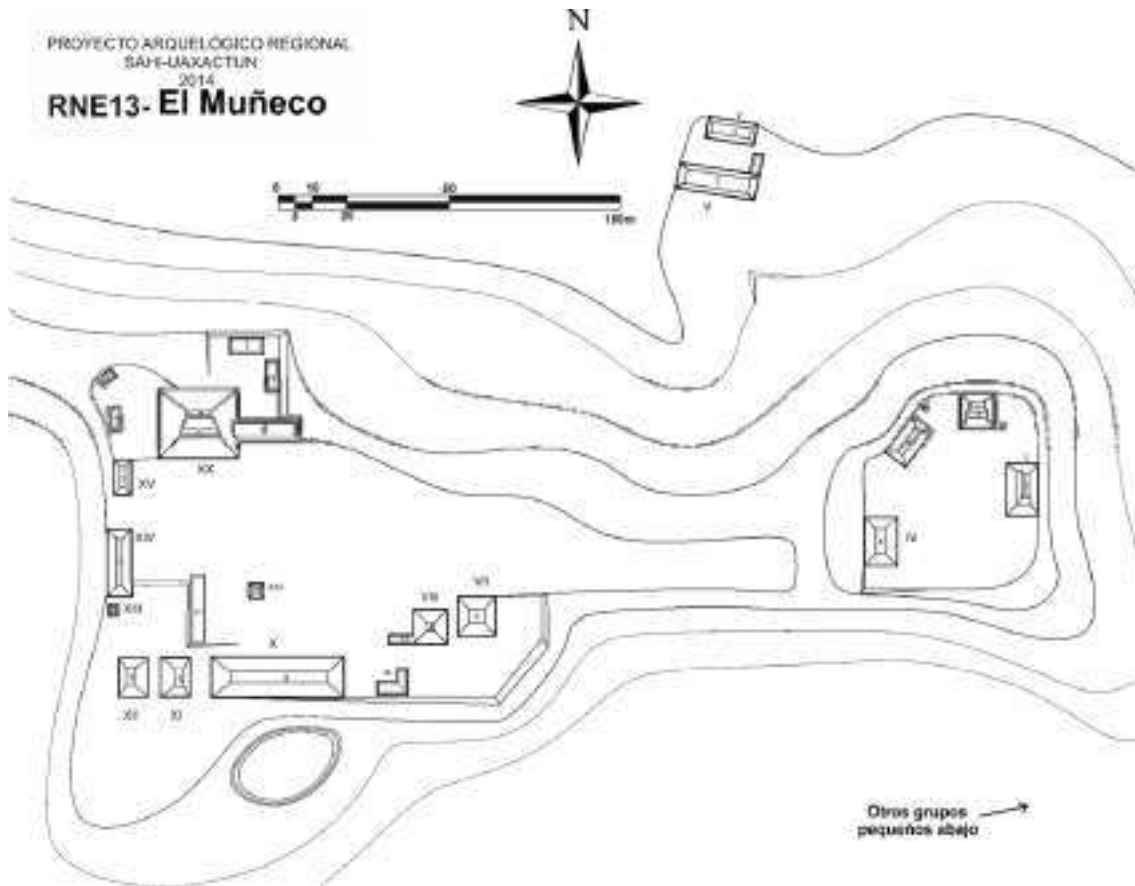 PROYECTO ARQUELÓGICO REGIONAL
SAHI-UAXACTUN
2014
RNE13- El Muñeco
N
0 10 50
5 20 100m
V
XX
XV
XIV
XIII
VIII
VII
IV
X
XII
XI
Otros grupos
pequeños abajo